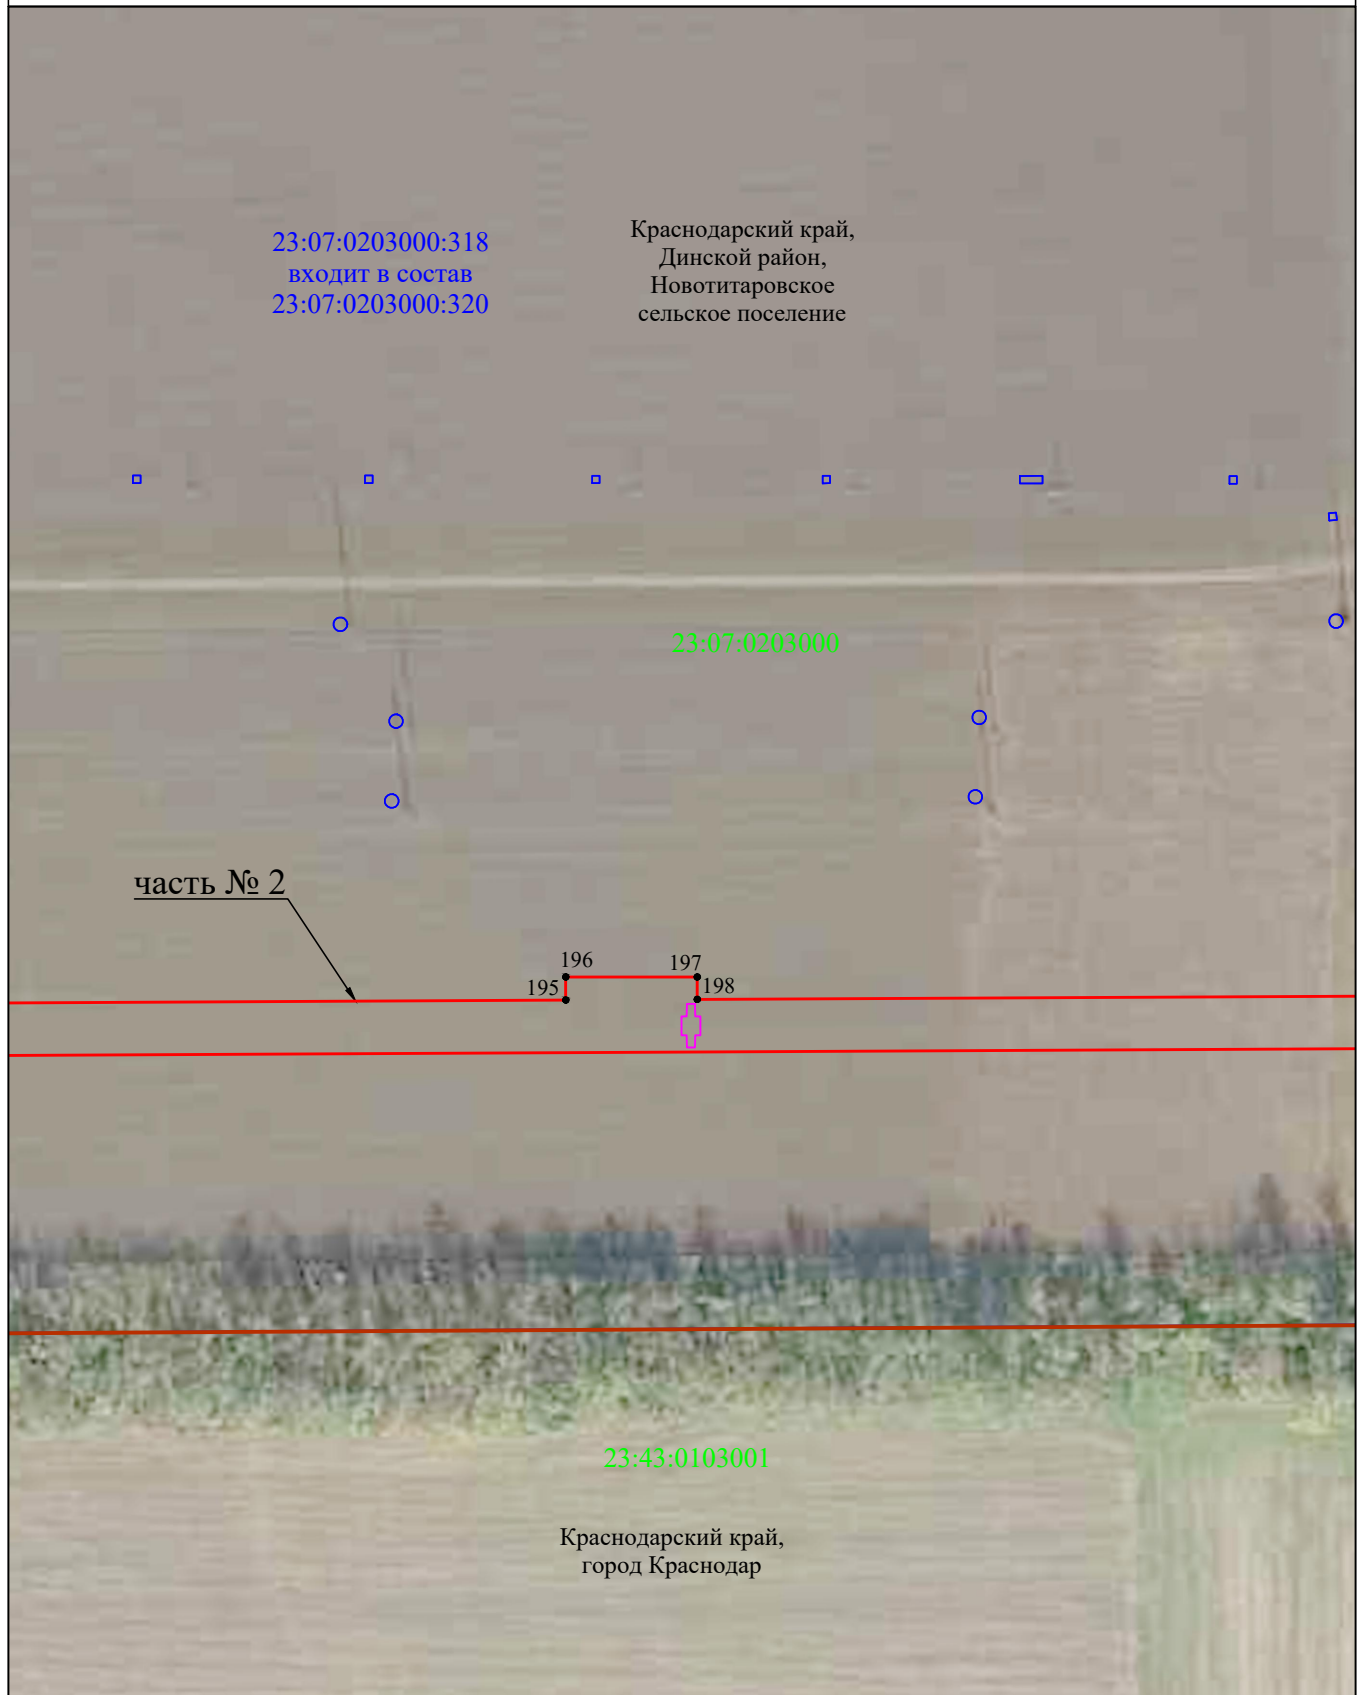 23:07:0203000:318
входит в состав
23:07:0203000:320
Краснодарский край,
Динской район,
Новотитаровское
сельское поселение
23:07:0203000
часть № 2
196
197
195
198
23:43:0103001
Краснодарский край,
город Краснодар